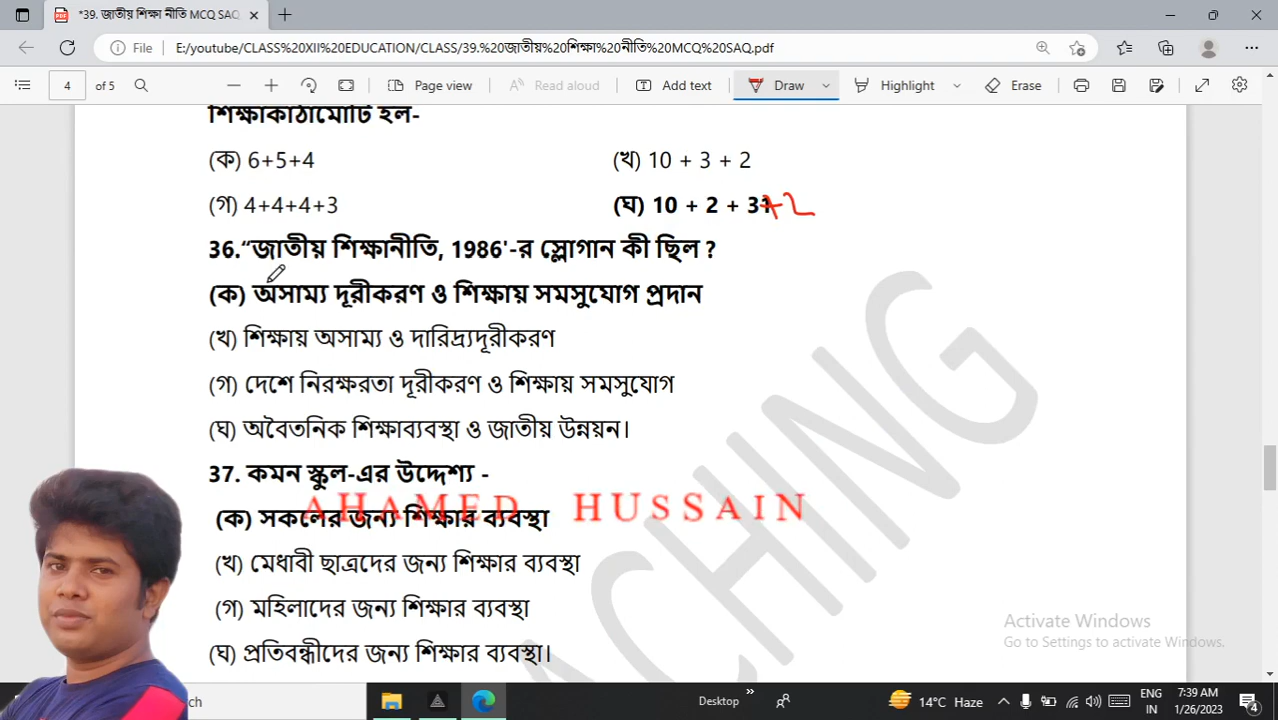 *39. জাতীয় শিক্ষা নীতি MCQ SAQ
File E:/youtube/CLASS%20XII%20EDUCATION/CLASS/39.%20জাতীয়%20শিক্ষা%20নীতি%20MCQ%20SAQ.pdf
4 of 5 Page view Read aloud Add text Draw Highlight Erase
শিক্ষাকাঠামোটি হল-
(ক) 6+5+4 (খ) 10 + 3 + 2
(গ) 4+4+4+3 (ঘ) 10 + 2 + 3+2
36.“জাতীয় শিক্ষানীতি, 1986'-র স্লোগান কী ছিল ?
(ক) অসাম্য দূরীকরণ ও শিক্ষায় সমসুযোগ প্রদান
(খ) শিক্ষায় অসাম্য ও দারিদ্র্যদূরীকরণ
(গ) দেশে নিরক্ষরতা দূরীকরণ ও শিক্ষায় সমসুযোগ
(ঘ) অবৈতনিক শিক্ষাব্যবস্থা ও জাতীয় উন্নয়ন।
37. কমন স্কুল-এর উদ্দেশ্য -
AHAMED HUSSAIN
(ক) সকলের জন্য শিক্ষার ব্যবস্থা
(খ) মেধাবী ছাত্রদের জন্য শিক্ষার ব্যবস্থা
(গ) মহিলাদের জন্য শিক্ষার ব্যবস্থা
(ঘ) প্রতিবন্ধীদের জন্য শিক্ষার ব্যবস্থা।
ACHING
Activate Windows
Go to Settings to activate Windows.
rch Desktop 14°C Haze ENG 7:39 AM
IN 1/26/2023 4